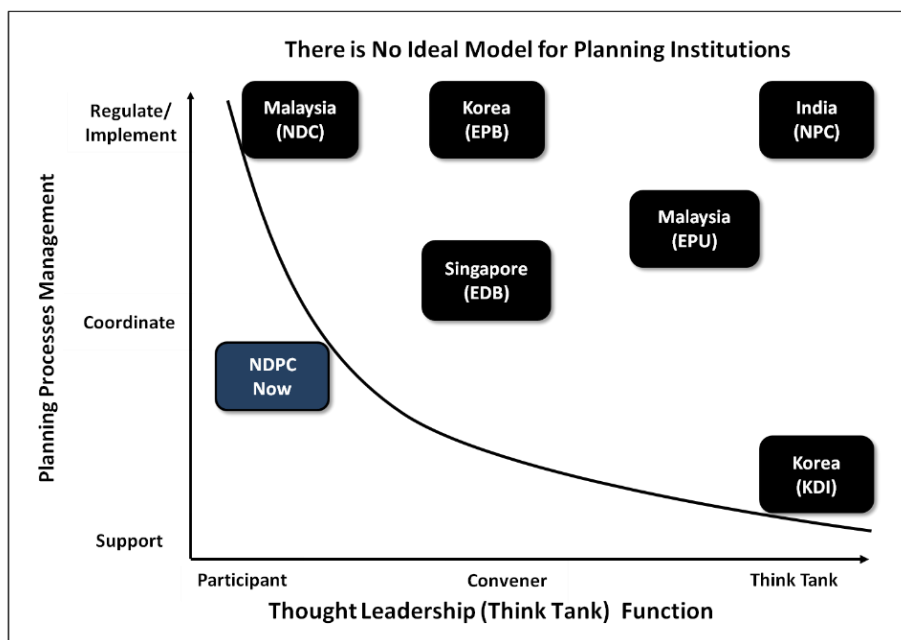 There is No Ideal Model for Planning Institutions
Regulate/
Implement
Malaysia
(NDC)
Korea
(EPB)
India
(NPC)
Malaysia
(EPU)
Singapore
(EDB)
Planning Processes Management
Coordinate
NDPC
Now
Korea
(KDI)
Support
Participant
Convener
Think Tank
Thought Leadership (Think Tank) Function